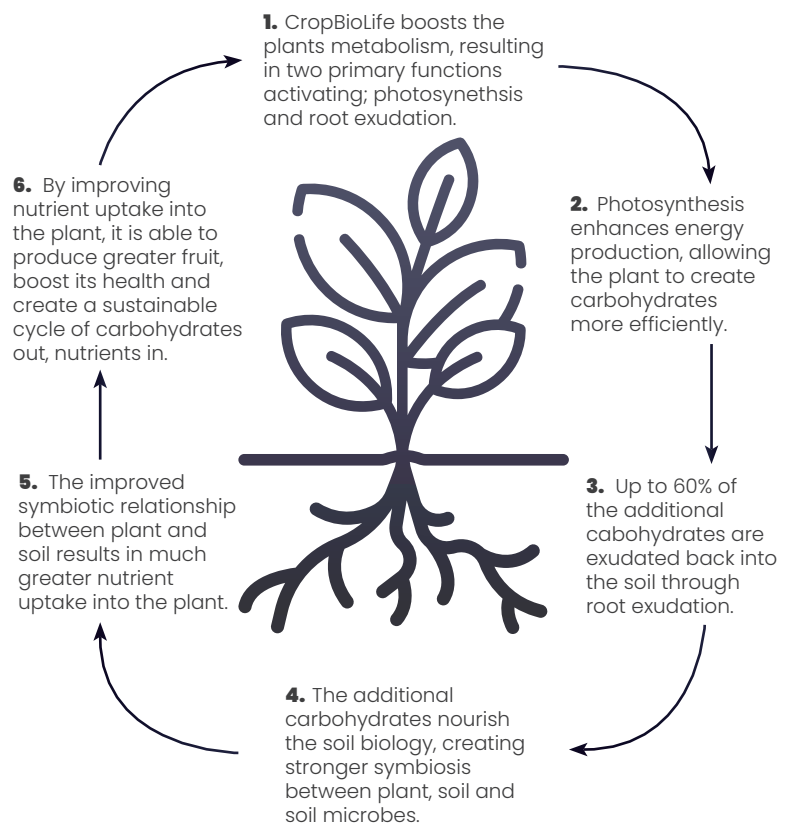 1. CropBioLife boosts the
plants metabolism, resulting
in two primary functions
activating; photosynethsis
and root exudation.
2. Photosynthesis
enhances energy
production, allowing
the plant to create
carbohydrates
more efficiently.
3. Up to 60% of
the additional
cabohydrates are
exudated back into
the soil through
root exudation.
4. The additional
carbohydrates nourish
the soil biology, creating
stronger symbiosis
between plant, soil and
soil microbes.
5. The improved
symbiotic relationship
between plant and
soil results in much
greater nutrient
uptake into the plant.
6. By improving
nutrient uptake into
the plant, it is able to
produce greater fruit,
boost its health and
create a sustainable
cycle of carbohydrates
out, nutrients in.